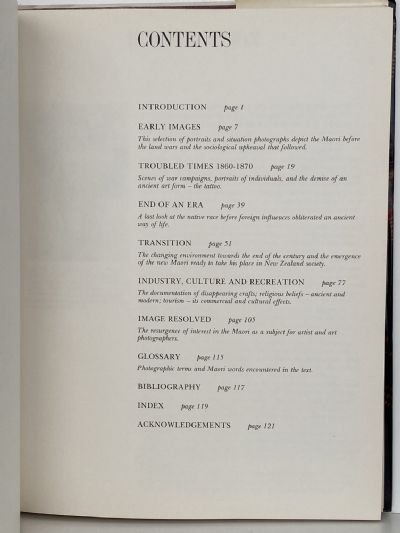 CONTENTS
INTRODUCTION page 1
EARLY IMAGES page 7
This selection of portraits and situation photographs depict the Maori before
the land wars and the sociological upheaval that followed.
TROUBLED TIMES 1860-1870 page 19
Scenes of war campaigns, portraits of individuals, and the demise of an
ancient art form – the tattoo.
END OF AN ERA page 39
A last look at the native race before foreign influences obliterated an ancient
way of life.
TRANSITION page 51
The changing environment towards the end of the century and the emergence
of the new Maori ready to take his place in New Zealand society.
INDUSTRY, CULTURE AND RECREATION page 77
The documentation of disappearing crafts; religious beliefs – ancient and
modern; tourism – its commercial and cultural effects.
IMAGE RESOLVED page 105
The resurgence of interest in the Maori as a subject for artist and art
photographers.
GLOSSARY page 115
Photographic terms and Maori words encountered in the text.
BIBLIOGRAPHY page 117
INDEX page 119
ACKNOWLEDGEMENTS page 121